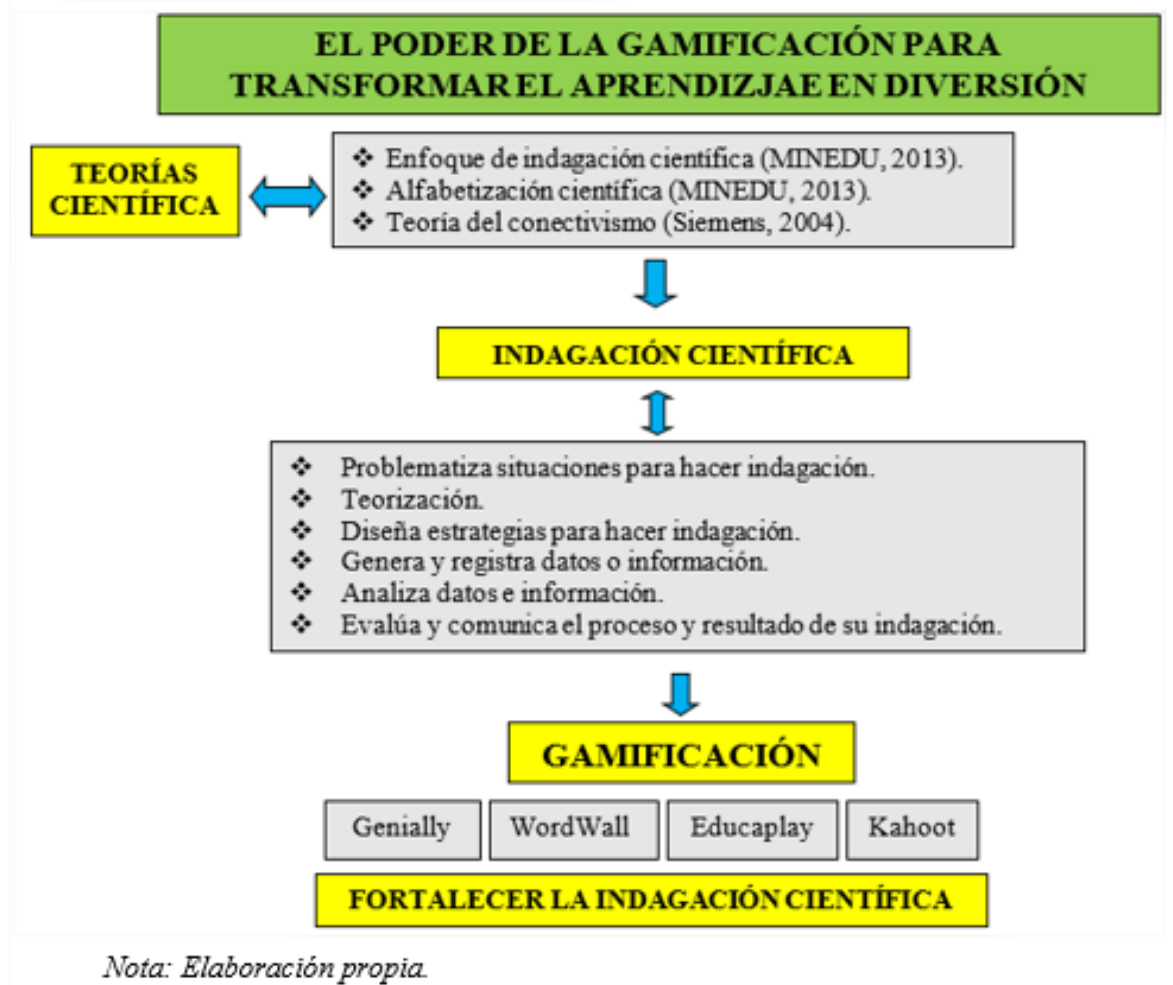 EL PODER DE LA GAMIFICACIÓN PARA
TRANSFORMAR EL APRENDIZJAE EN DIVERSIÓN
TEORÍAS
CIENTÍFICA
❖ Enfoque de indagación científica (MINEDU, 2013).
❖ Alfabetización científica (MINEDU, 2013).
❖ Teoría del conectivismo (Siemens, 2004).
INDAGACIÓN CIENTÍFICA
❖ Problematiza situaciones para hacer indagación.
❖ Teorización.
❖ Diseña estrategias para hacer indagación.
❖ Genera y registra datos o información.
❖ Analiza datos e información.
❖ Evalúa y comunica el proceso y resultado de su indagación.
GAMIFICACIÓN
Genially WordWall Educaplay Kahoot
FORTALECER LA INDAGACIÓN CIENTÍFICA
Nota: Elaboración propia.